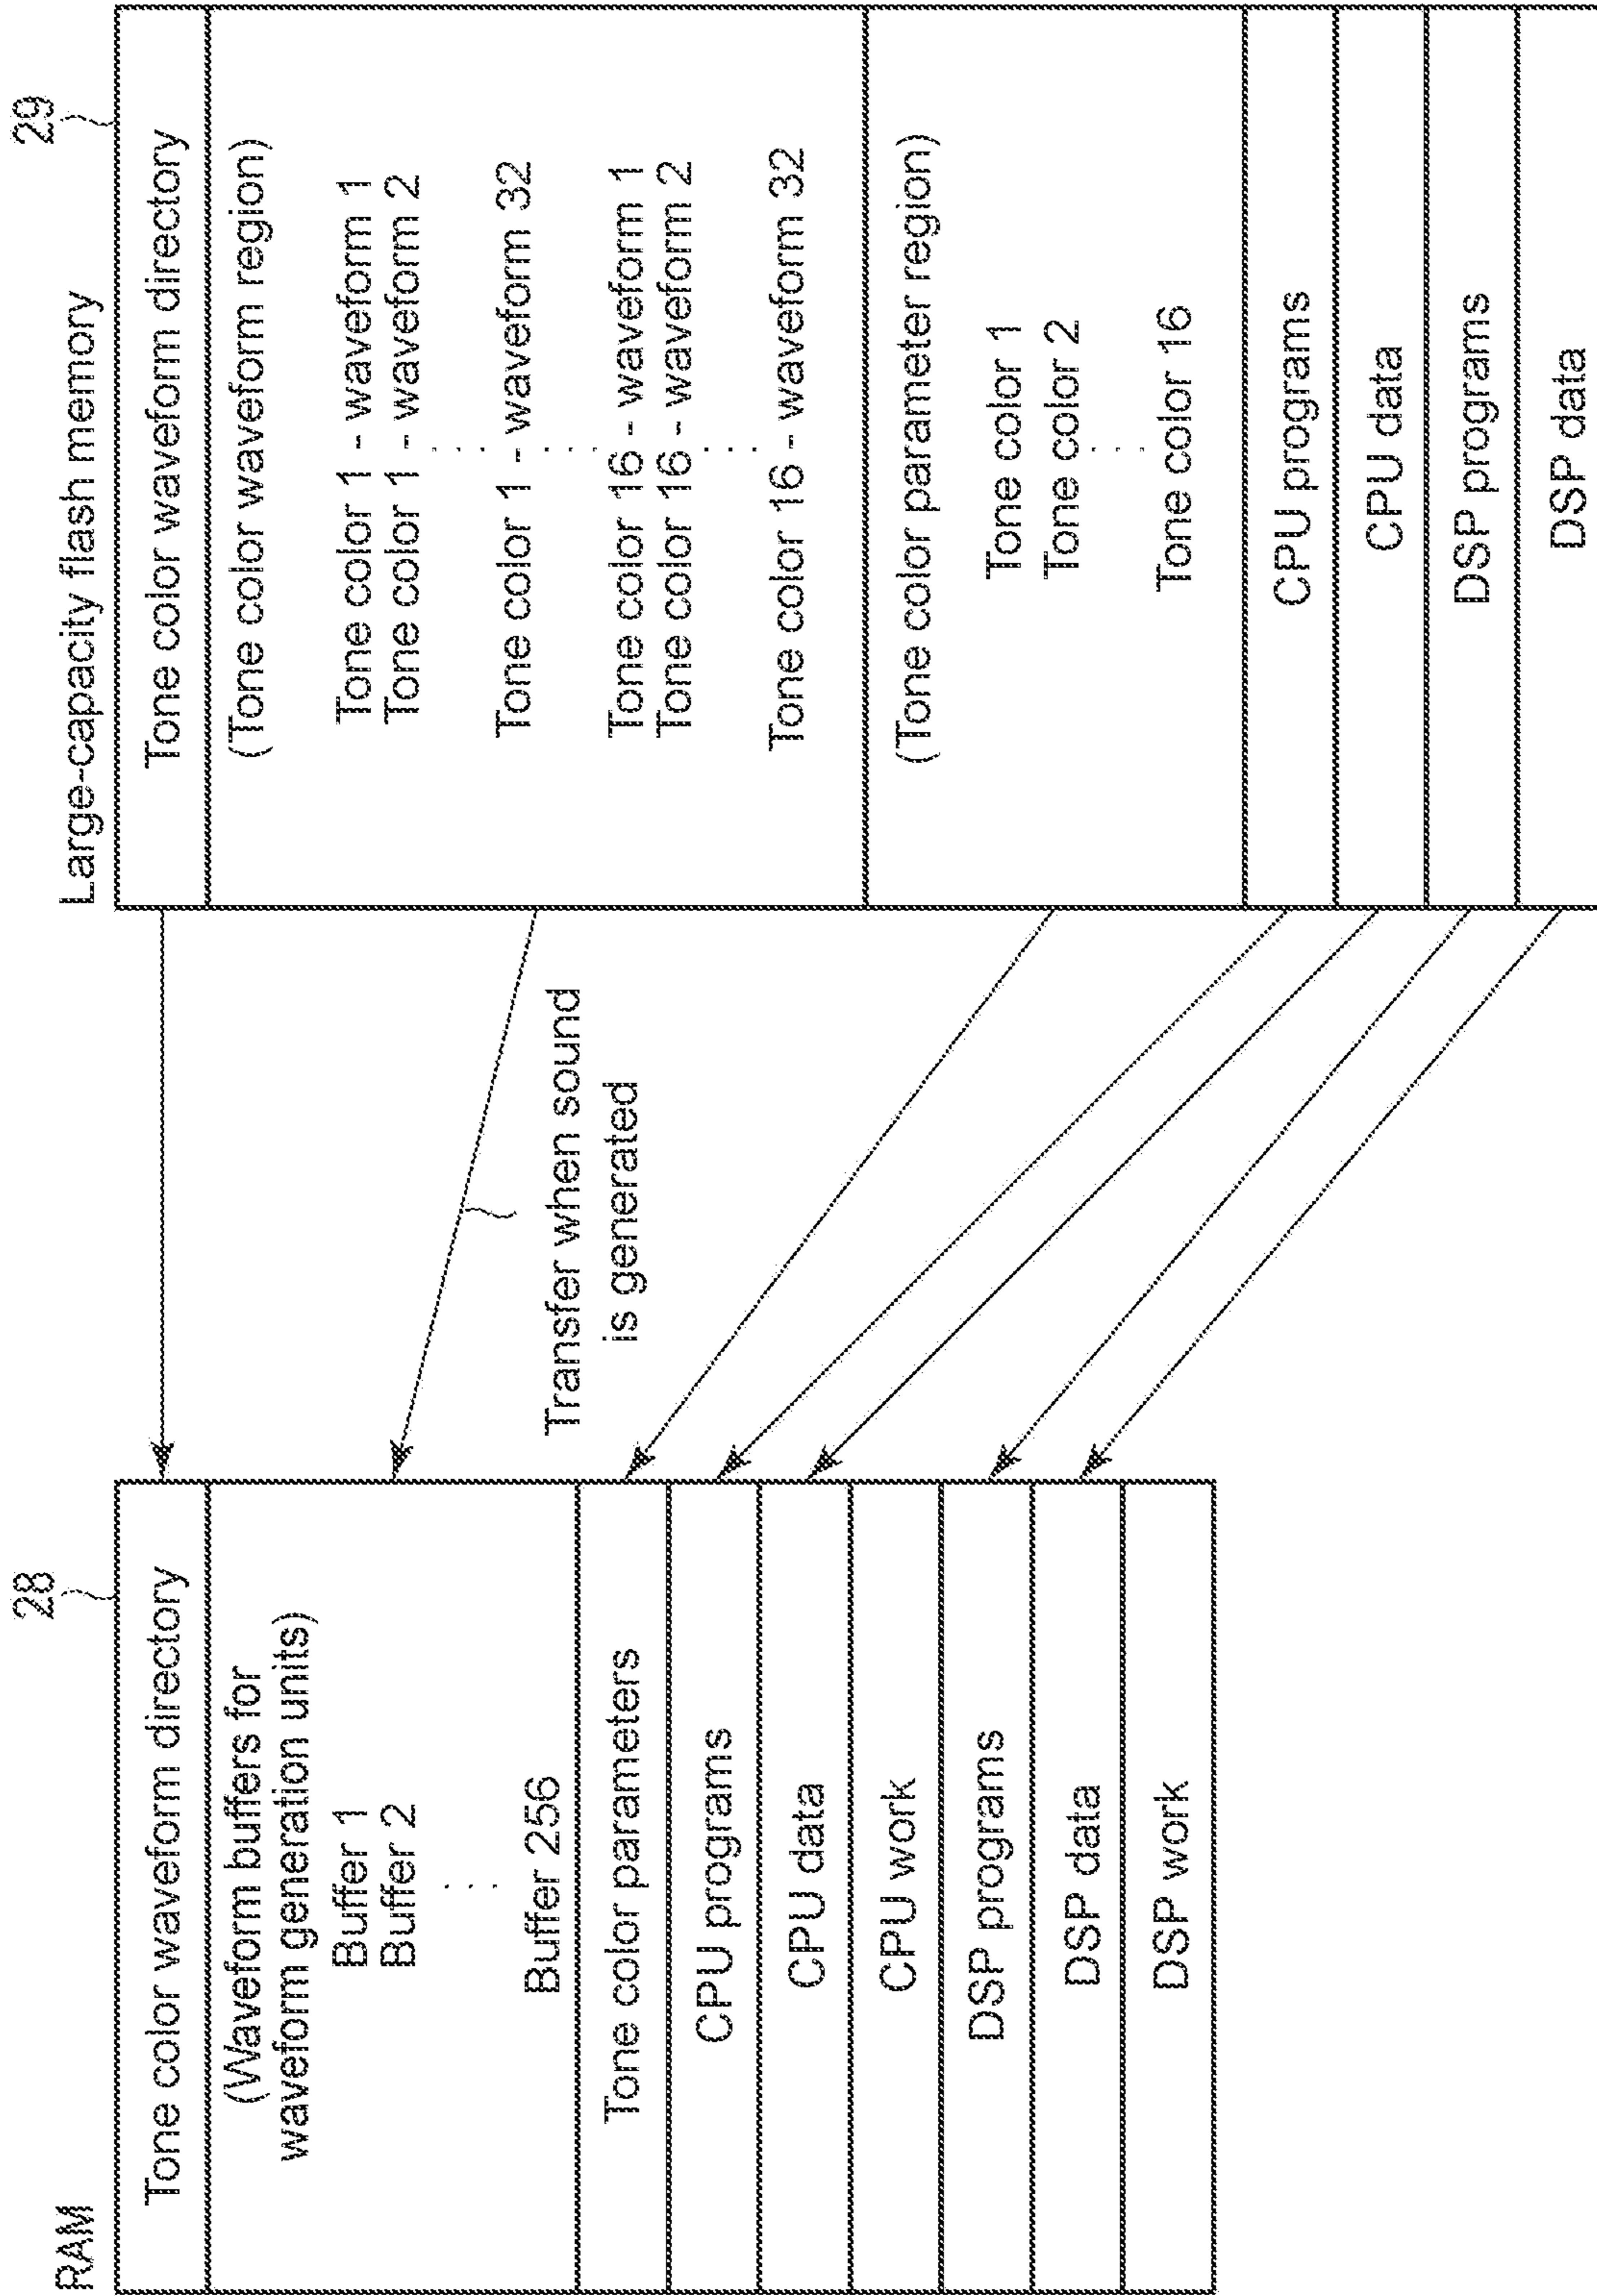 RAM
28
Tone color waveform directory
(Waveform buffers for
waveform generation units)
Buffer 1
Buffer 2
Buffer 256
Tone color parameters
CPU programs
CPU data
CPU work
DSP programs
DSP data
DSP work
Transfer when sound
is generated
Large-capacity flash memory
29
Tone color waveform directory
(Tone color waveform region)
Tone color 1 - waveform 1
Tone color 1 - waveform 2
Tone color 1 - waveform 32
Tone color 16 - waveform 1
Tone color 16 - waveform 2
Tone color 16 - waveform 32
(Tone color parameter region)
Tone color 1
Tone color 2
Tone color 16
CPU programs
CPU data
DSP programs
DSP data